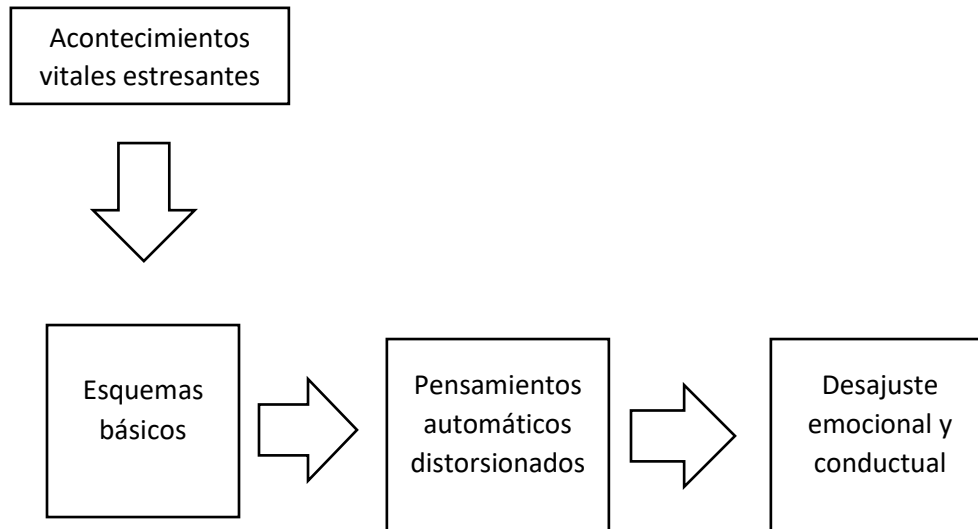 Acontecimientos
vitales estresantes
Esquemas
básicos
Pensamientos
automáticos
distorsionados
Desajuste
emocional y
conductual